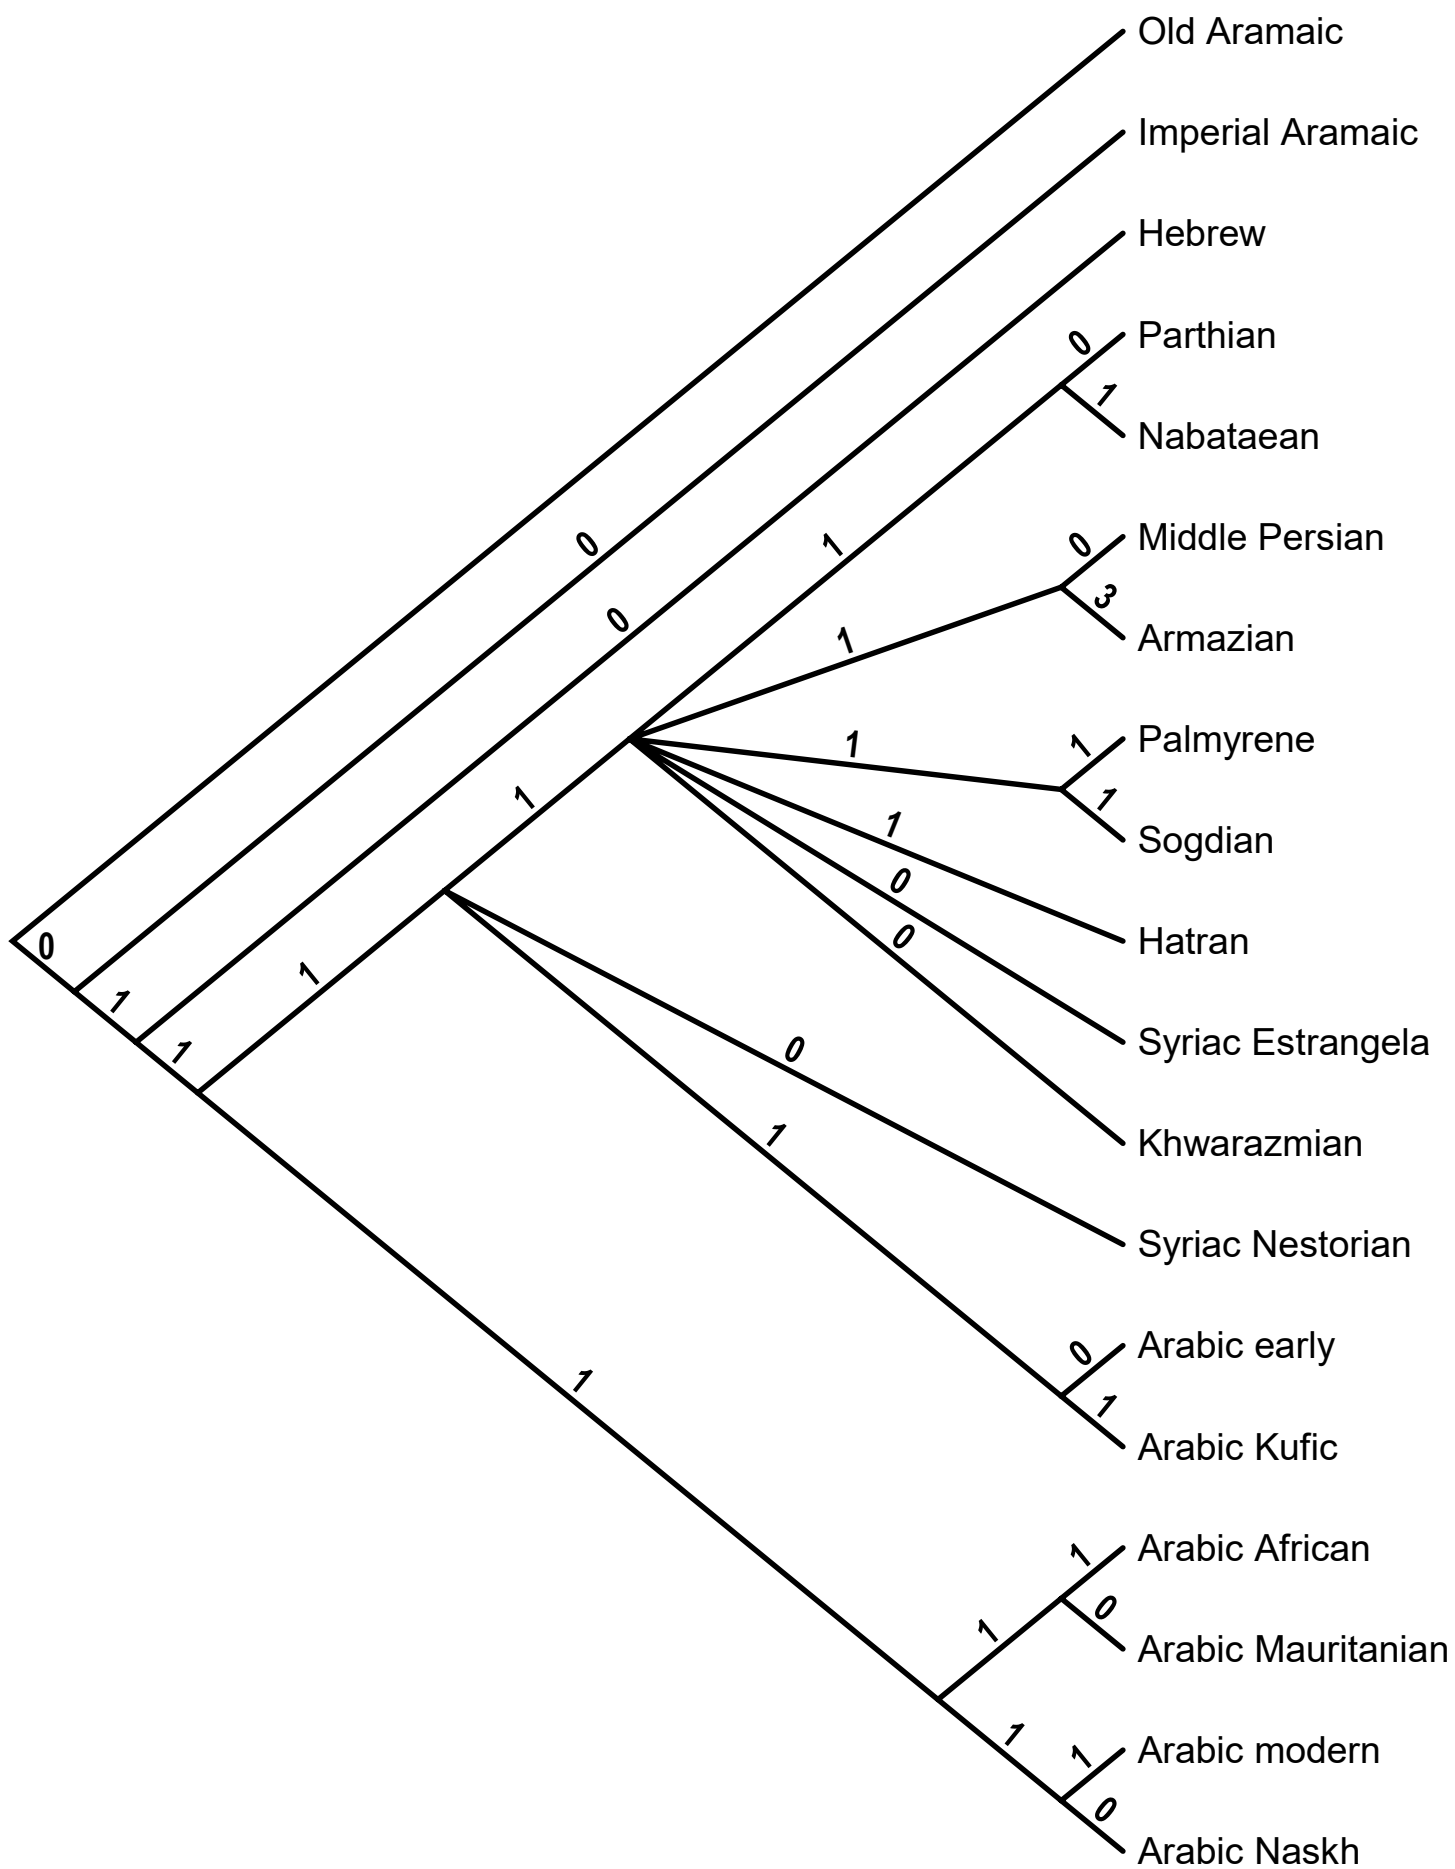 Old Aramaic
Imperial Aramaic
Hebrew
0 Parthian
1 Nabataean
0 Middle Persian
0
1
3 Armazian
0
1
1 Palmyrene
1
1 Sogdian
1
1
0
0 Hatran
0
1
1
Syriac Estrangela
1
0
1 Khwarazmian
Syriac Nestorian
0 Arabic early
1
1 Arabic Kufic
1 Arabic African
1
0 Arabic Mauritanian
1
1 Arabic modern
0 Arabic Naskh